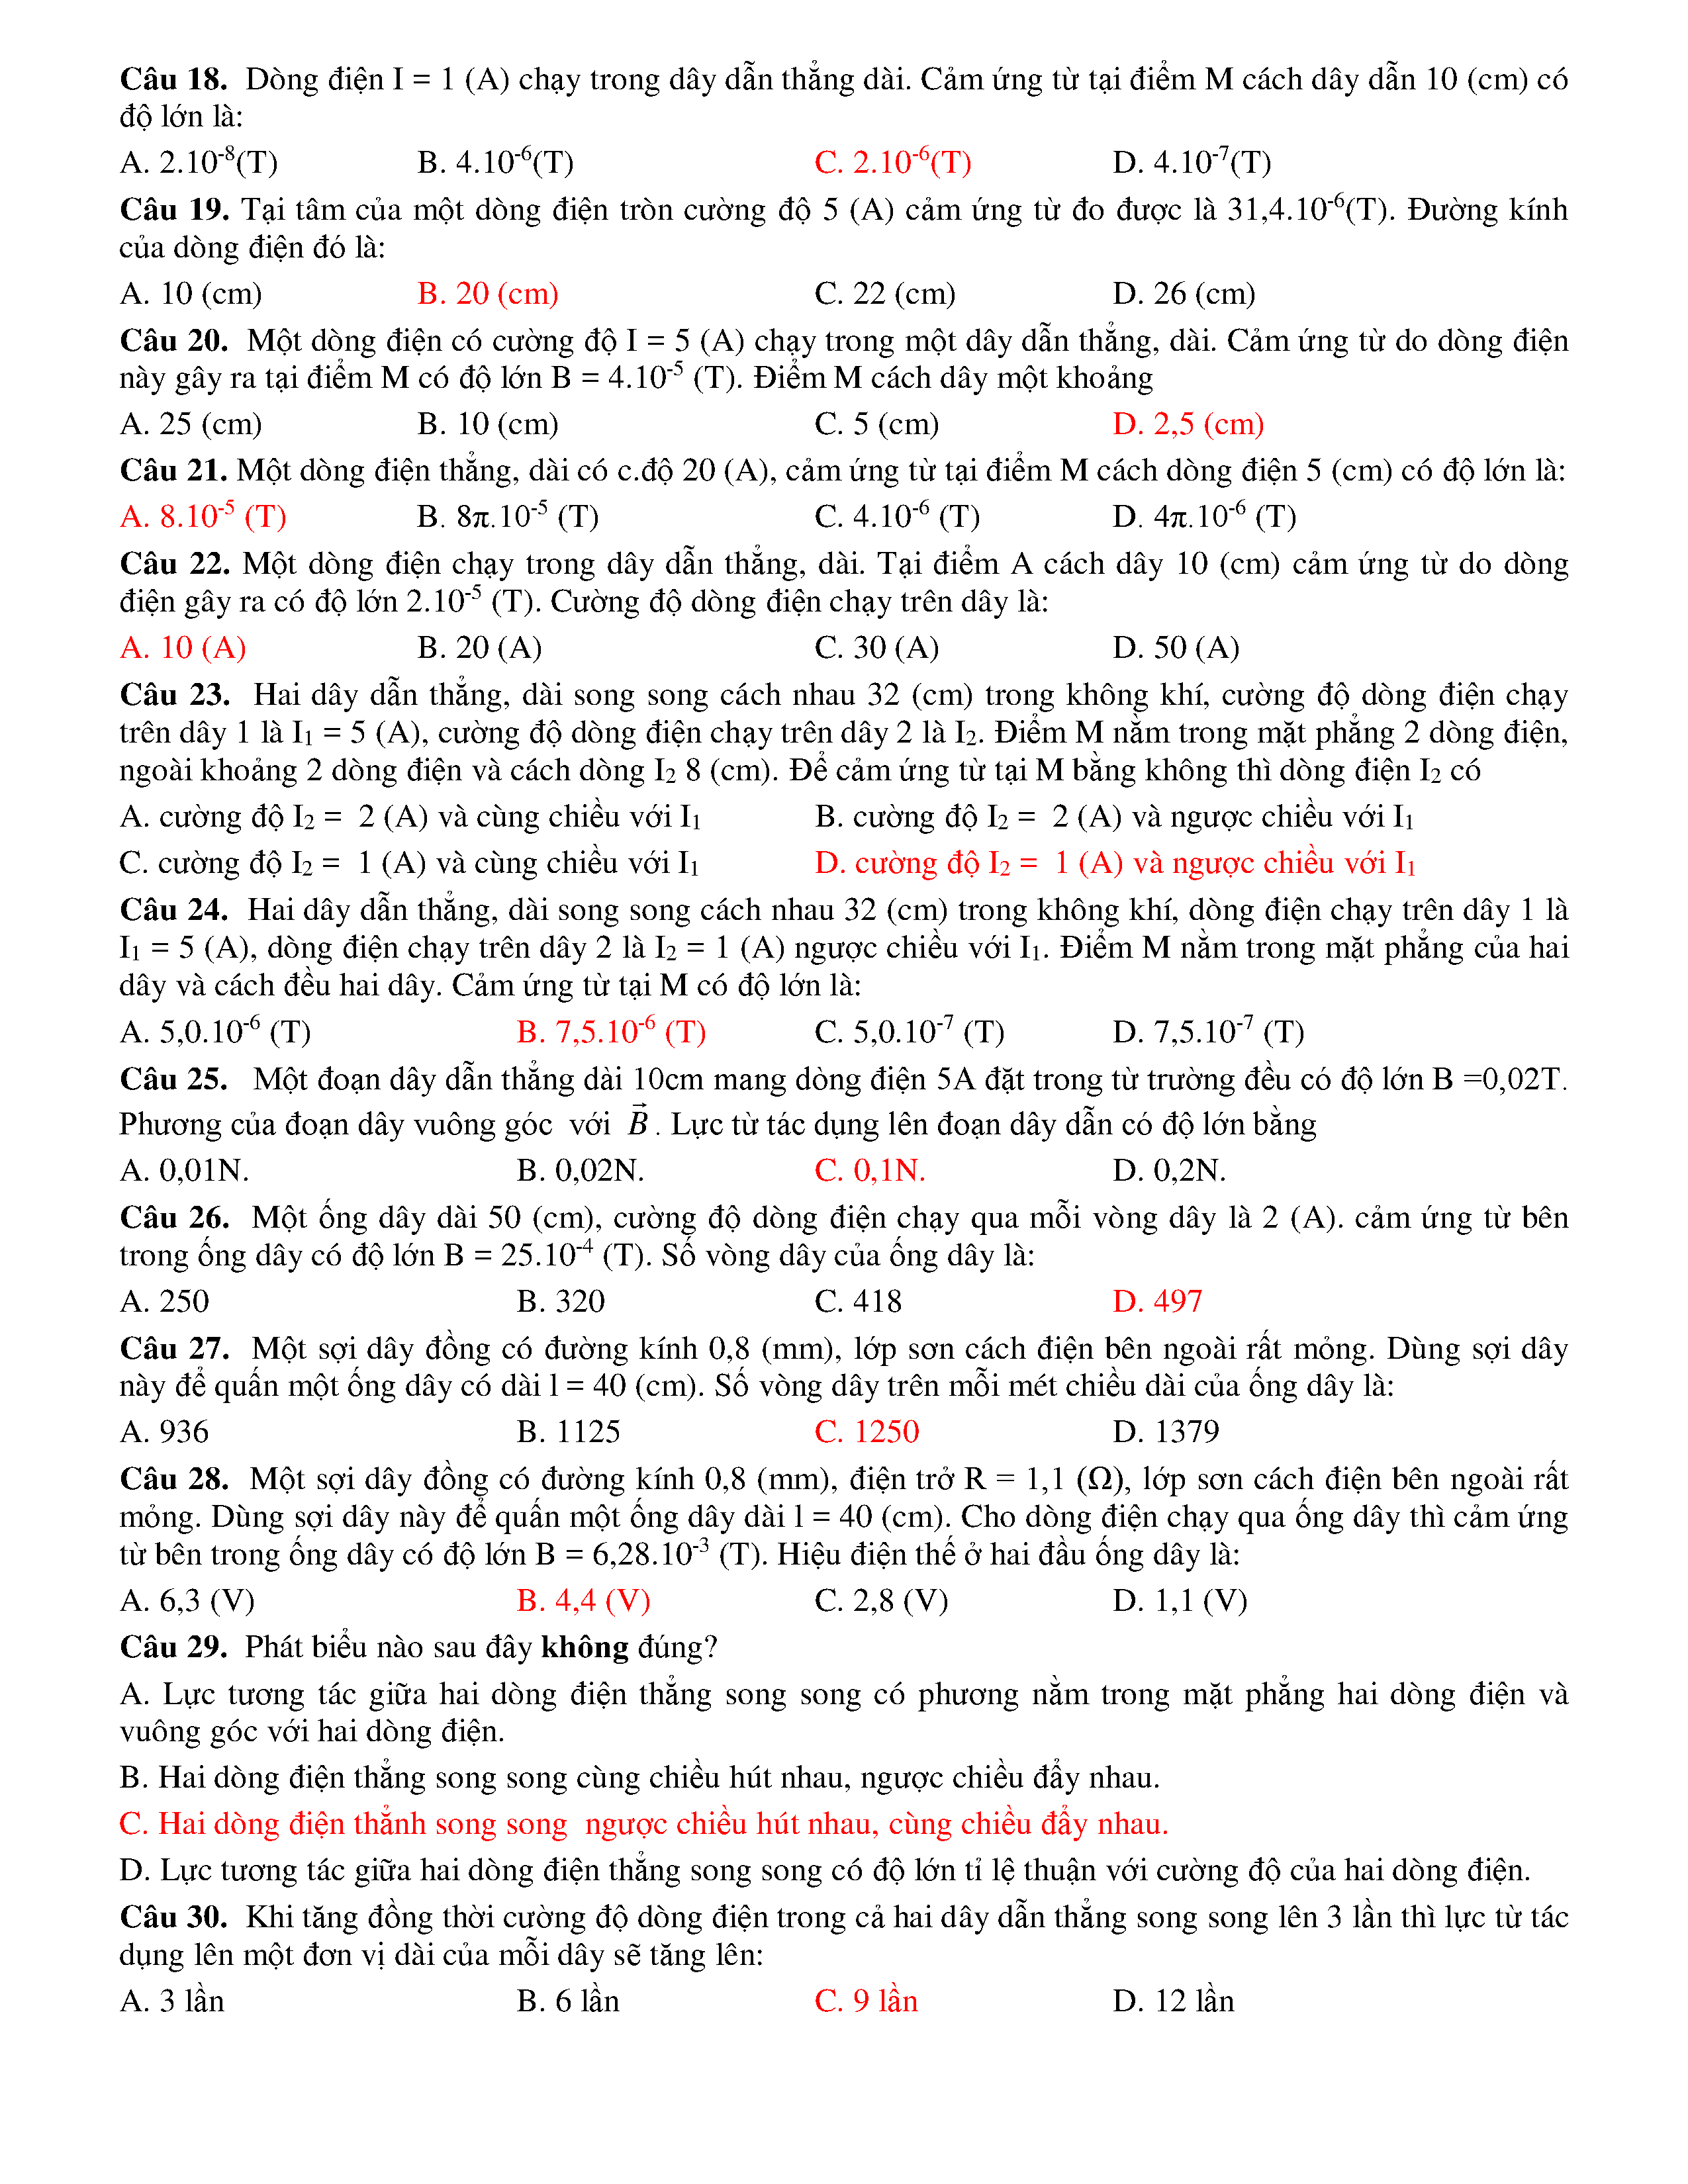 Câu 18. Dòng điện I = 1 (A) chạy trong dây dẫn thẳng dài. Cảm ứng từ tại điểm M cách dây dẫn 10 (cm) có
độ lớn là:
A. 2.10⁻⁸(T) B. 4.10⁻⁶(T) C. 2.10⁻⁶(T) D. 4.10⁻⁷(T)
Câu 19. Tại tâm của một dòng điện tròn cường độ 5 (A) cảm ứng từ đo được là 31,4.10⁻⁶(T). Đường kính
của dòng điện đó là:
A. 10 (cm) B. 20 (cm) C. 22 (cm) D. 26 (cm)
Câu 20. Một dòng điện có cường độ I = 5 (A) chạy trong một dây dẫn thẳng, dài. Cảm ứng từ do dòng điện
này gây ra tại điểm M có độ lớn B = 4.10⁻⁵ (T). Điểm M cách dây một khoảng
A. 25 (cm) B. 10 (cm) C. 5 (cm) D. 2,5 (cm)
Câu 21. Một dòng điện thẳng, dài có c.độ 20 (A), cảm ứng từ tại điểm M cách dòng điện 5 (cm) có độ lớn là:
A. 8.10⁻⁵ (T) B. 8π.10⁻⁵ (T) C. 4.10⁻⁶ (T) D. 4π.10⁻⁶ (T)
Câu 22. Một dòng điện chạy trong dây dẫn thẳng, dài. Tại điểm A cách dây 10 (cm) cảm ứng từ do dòng
điện gây ra có độ lớn 2.10⁻⁵ (T). Cường độ dòng điện chạy trên dây là:
A. 10 (A) B. 20 (A) C. 30 (A) D. 50 (A)
Câu 23. Hai dây dẫn thẳng, dài song song cách nhau 32 (cm) trong không khí, cường độ dòng điện chạy
trên dây 1 là I₁ = 5 (A), cường độ dòng điện chạy trên dây 2 là I₂. Điểm M nằm trong mặt phẳng 2 dòng điện,
ngoài khoảng 2 dòng điện và cách dòng I₂ 8 (cm). Để cảm ứng từ tại M bằng không thì dòng điện I₂ có
A. cường độ I₂ = 2 (A) và cùng chiều với I₁ B. cường độ I₂ = 2 (A) và ngược chiều với I₁
C. cường độ I₂ = 1 (A) và cùng chiều với I₁ D. cường độ I₂ = 1 (A) và ngược chiều với I₁
Câu 24. Hai dây dẫn thẳng, dài song song cách nhau 32 (cm) trong không khí, dòng điện chạy trên dây 1 là
I₁ = 5 (A), dòng điện chạy trên dây 2 là I₂ = 1 (A) ngược chiều với I₁. Điểm M nằm trong mặt phẳng của hai
dây và cách đều hai dây. Cảm ứng từ tại M có độ lớn là:
A. 5,0.10⁻⁶ (T) B. 7,5.10⁻⁶ (T) C. 5,0.10⁻⁷ (T) D. 7,5.10⁻⁷ (T)
Câu 25. Một đoạn dây dẫn thẳng dài 10cm mang dòng điện 5A đặt trong từ trường đều có độ lớn B =0,02T.
Phương của đoạn dây vuông góc với B⃗ . Lực từ tác dụng lên đoạn dây dẫn có độ lớn bằng
A. 0,01N. B. 0,02N. C. 0,1N. D. 0,2N.
Câu 26. Một ống dây dài 50 (cm), cường độ dòng điện chạy qua mỗi vòng dây là 2 (A). cảm ứng từ bên
trong ống dây có độ lớn B = 25.10⁻⁴ (T). Số vòng dây của ống dây là:
A. 250 B. 320 C. 418 D. 497
Câu 27. Một sợi dây đồng có đường kính 0,8 (mm), lớp sơn cách điện bên ngoài rất mỏng. Dùng sợi dây
này để quấn một ống dây có dài l = 40 (cm). Số vòng dây trên mỗi mét chiều dài của ống dây là:
A. 936 B. 1125 C. 1250 D. 1379
Câu 28. Một sợi dây đồng có đường kính 0,8 (mm), điện trở R = 1,1 (Ω), lớp sơn cách điện bên ngoài rất
mỏng. Dùng sợi dây này để quấn một ống dây dài l = 40 (cm). Cho dòng điện chạy qua ống dây thì cảm ứng
từ bên trong ống dây có độ lớn B = 6,28.10⁻³ (T). Hiệu điện thế ở hai đầu ống dây là:
A. 6,3 (V) B. 4,4 (V) C. 2,8 (V) D. 1,1 (V)
Câu 29. Phát biểu nào sau đây không đúng?
A. Lực tương tác giữa hai dòng điện thẳng song song có phương nằm trong mặt phẳng hai dòng điện và
vuông góc với hai dòng điện.
B. Hai dòng điện thẳng song song cùng chiều hút nhau, ngược chiều đẩy nhau.
C. Hai dòng điện thẳnh song song ngược chiều hút nhau, cùng chiều đẩy nhau.
D. Lực tương tác giữa hai dòng điện thẳng song song có độ lớn tỉ lệ thuận với cường độ của hai dòng điện.
Câu 30. Khi tăng đồng thời cường độ dòng điện trong cả hai dây dẫn thẳng song song lên 3 lần thì lực từ tác
dụng lên một đơn vị dài của mỗi dây sẽ tăng lên:
A. 3 lần B. 6 lần C. 9 lần D. 12 lần